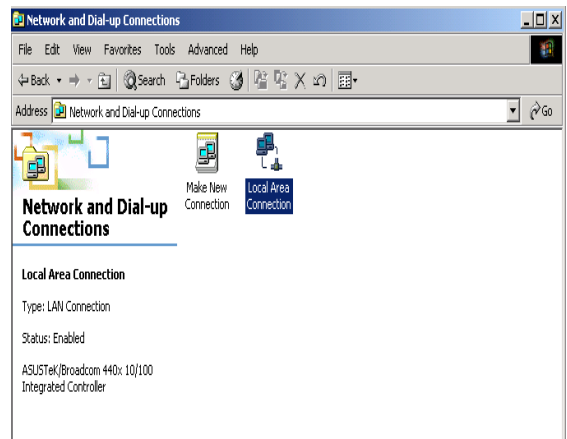 Network and Dial-up Connections
File Edit View Favorites Tools Advanced Help
Back Search Folders
Address Network and Dial-up Connections Go
Make New
Connection
Local Area
Connection
Network and Dial-up
Connections
Local Area Connection
Type: LAN Connection
Status: Enabled
ASUSTeK/Broadcom 440x 10/100
Integrated Controller